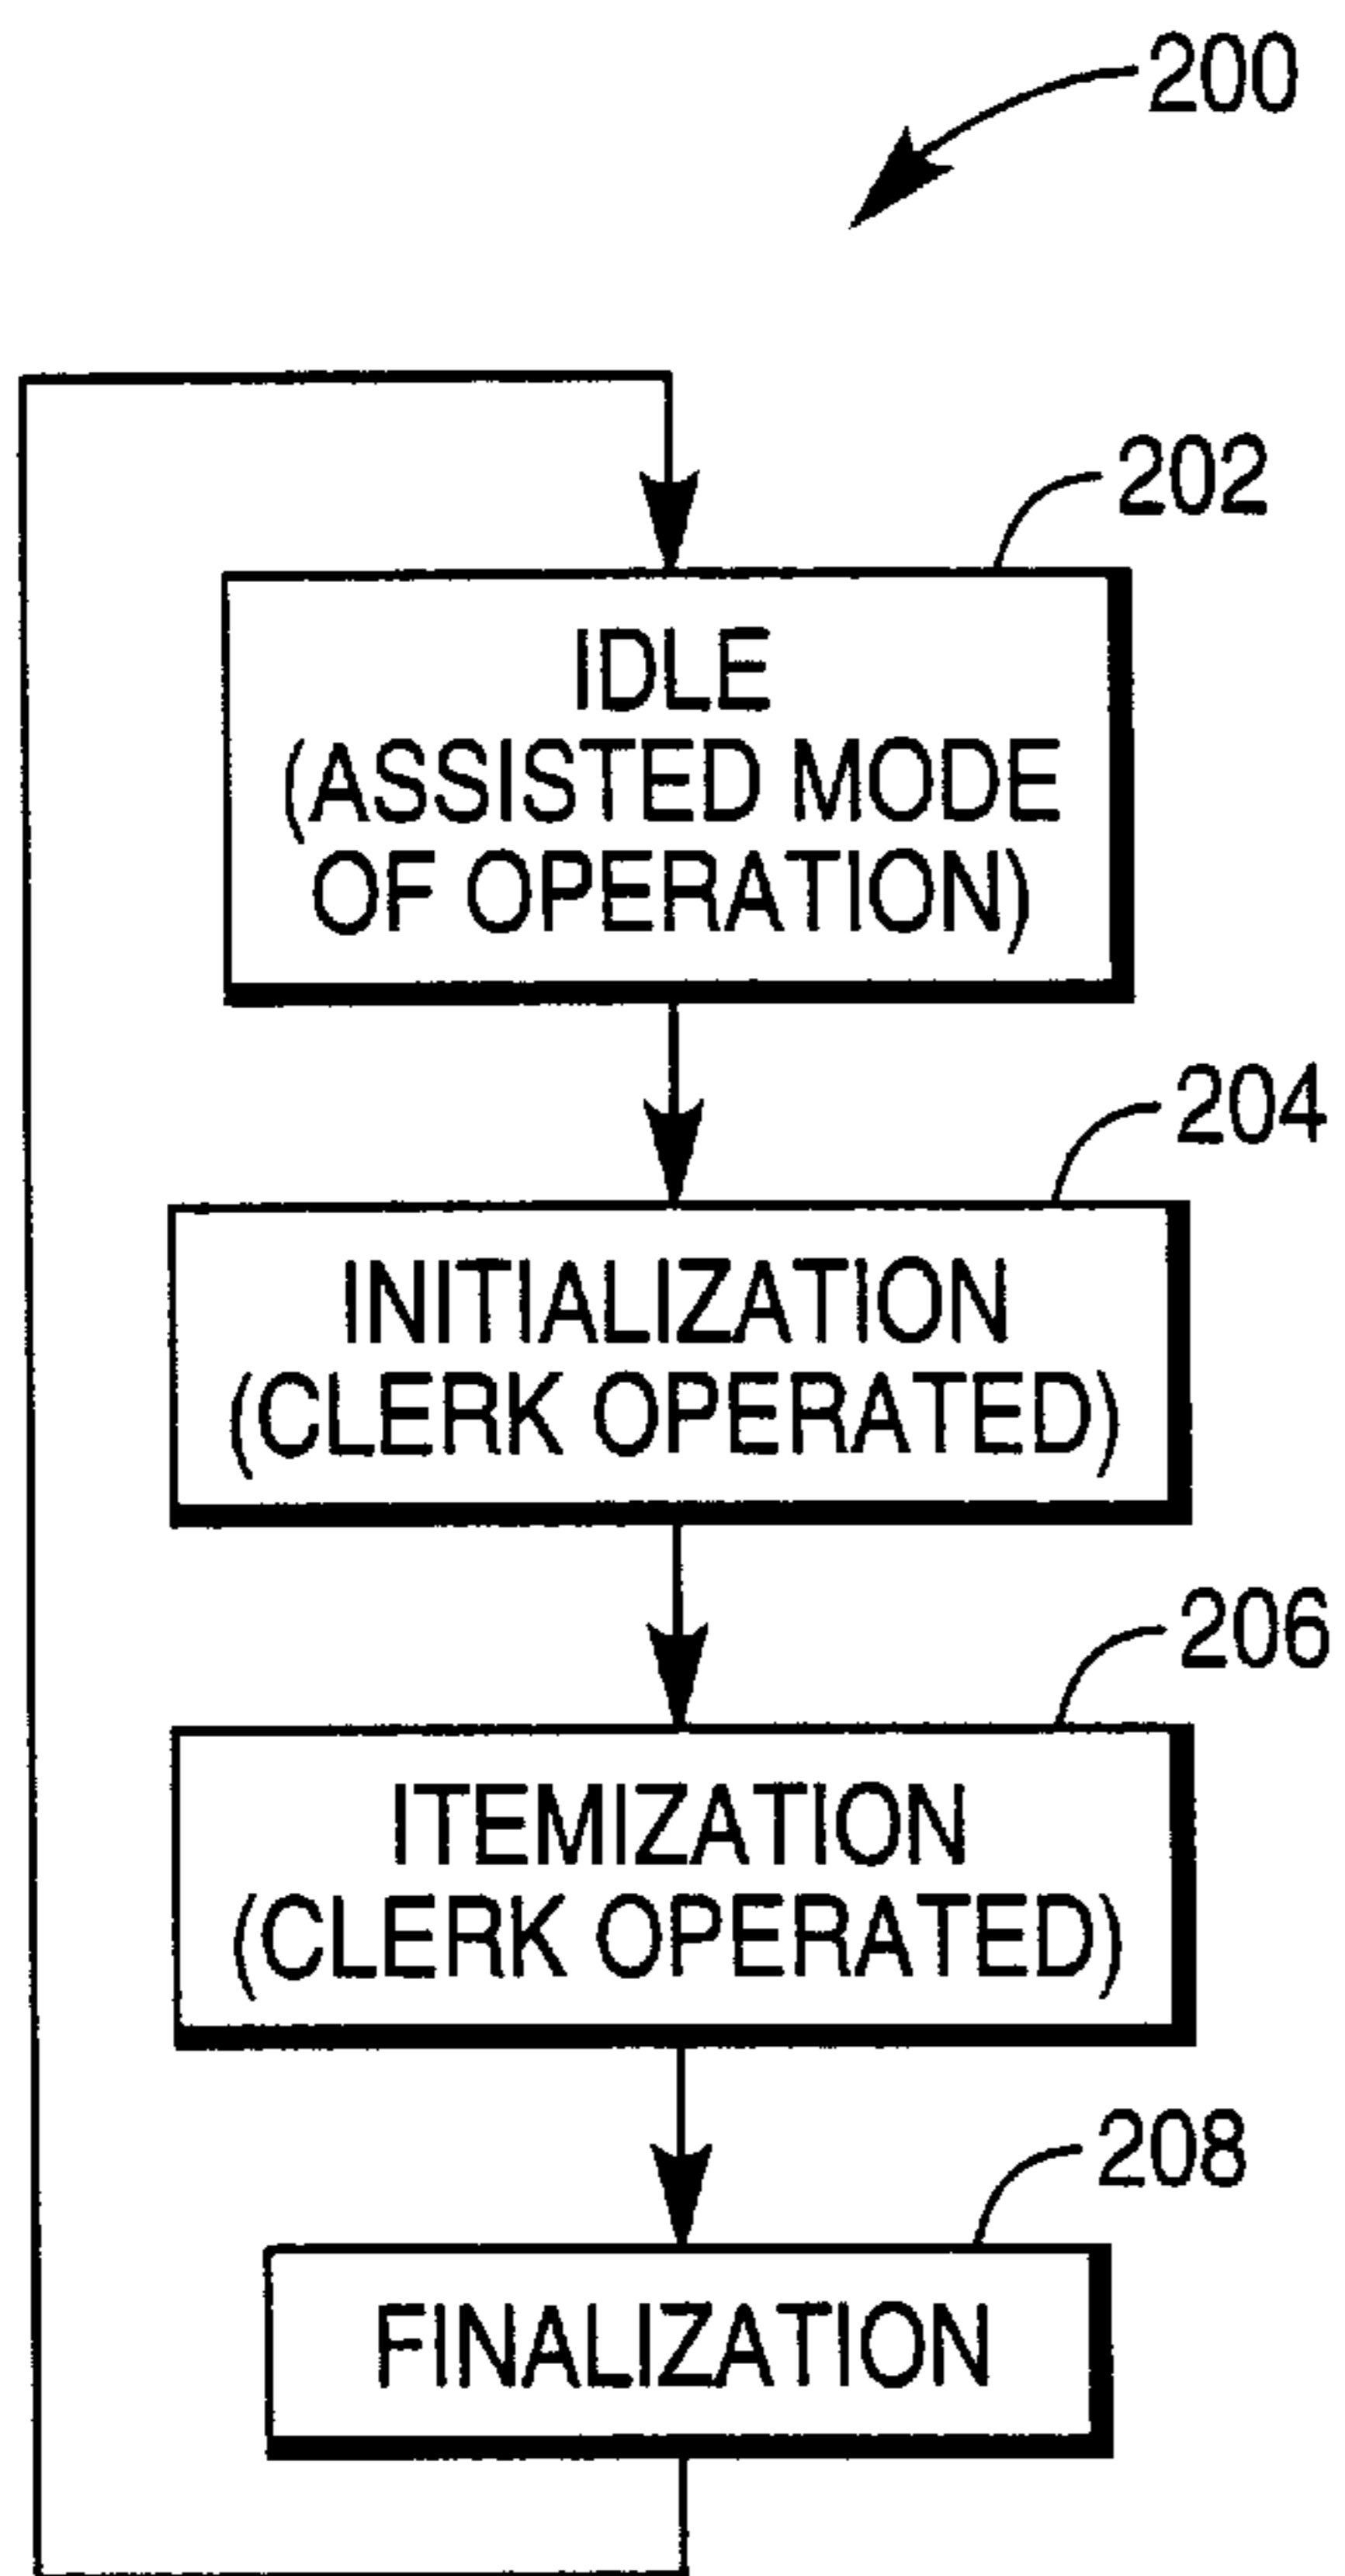 200
202
IDLE
(ASSISTED MODE
OF OPERATION)
204
INITIALIZATION
(CLERK OPERATED)
206
ITEMIZATION
(CLERK OPERATED)
208
FINALIZATION